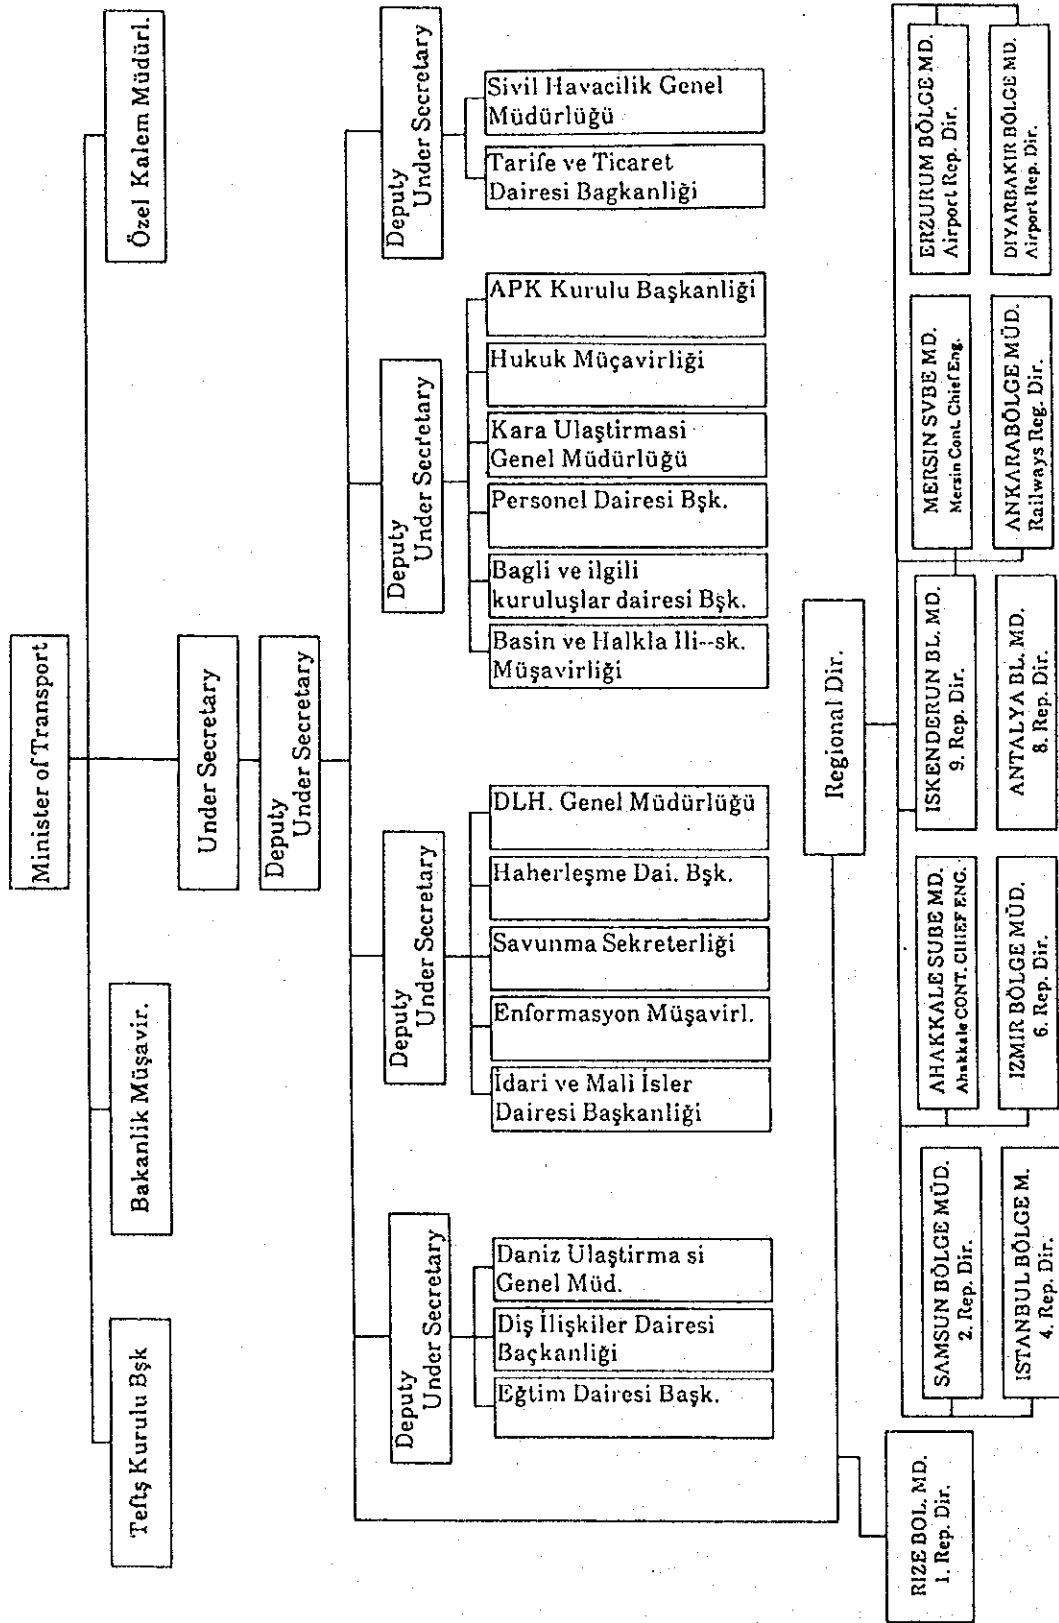 Minister of Transport
Teftş Kurulu Bşk
Bakanlik Müşavir.
Özel Kalem Müdürl.
Under Secretary
Deputy
Under Secretary
Deputy
Under Secretary
Deputy
Under Secretary
Deputy
Under Secretary
Deputy
Under Secretary
Daniz Ulaştirma si
Genel Müd.
Diş İlişkiler Dairesi
Baçkanliği
Eğtim Dairesi Başk.
DLH. Genel Müdürlüğü
Haherleşme Dai. Bşk.
Savunma Sekreterliği
Enformasyon Müşavirl.
İdari ve Mali İsler
Dairesi Başkanliği
APK Kurulu Başkanliği
Hukuk Müçavirliği
Kara Ulaştirmasi
Genel Müdürlüğü
Personel Dairesi Bşk.
Bagli ve ilgili
kuruluşlar dairesi Bşk.
Basin ve Halkla Ili--sk.
Müşavirliği
Sivil Havacilik Genel
Müdürlüğü
Tarife ve Ticaret
Dairesi Bagkanliği
Regional Dir.
RIZE BOL. MD.
1. Rep. Dir.
SAMSUN BÖLGE MÜD.
2. Rep. Dir.
AHAKKALE SUBE MD.
Ahakkale CONT. CHIEF ENG.
ISKENDERUN BL. MD.
9. Rep. Dir.
MERSIN SVBE MD.
Mersin Cont. Chief Eng.
ERZURUM BÖLGE MD.
Airport Rep. Dir.
ISTANBUL BÖLGE M.
4. Rep. Dir.
IZMIR BÖLGE MÜD.
6. Rep. Dir.
ANTALYA BL. MD.
8. Rep. Dir.
ANKARABÖLGE MÜD.
Railways Reg. Dir.
DIYARRAKIR BÖLGE MD.
Airport Rep. Dir.